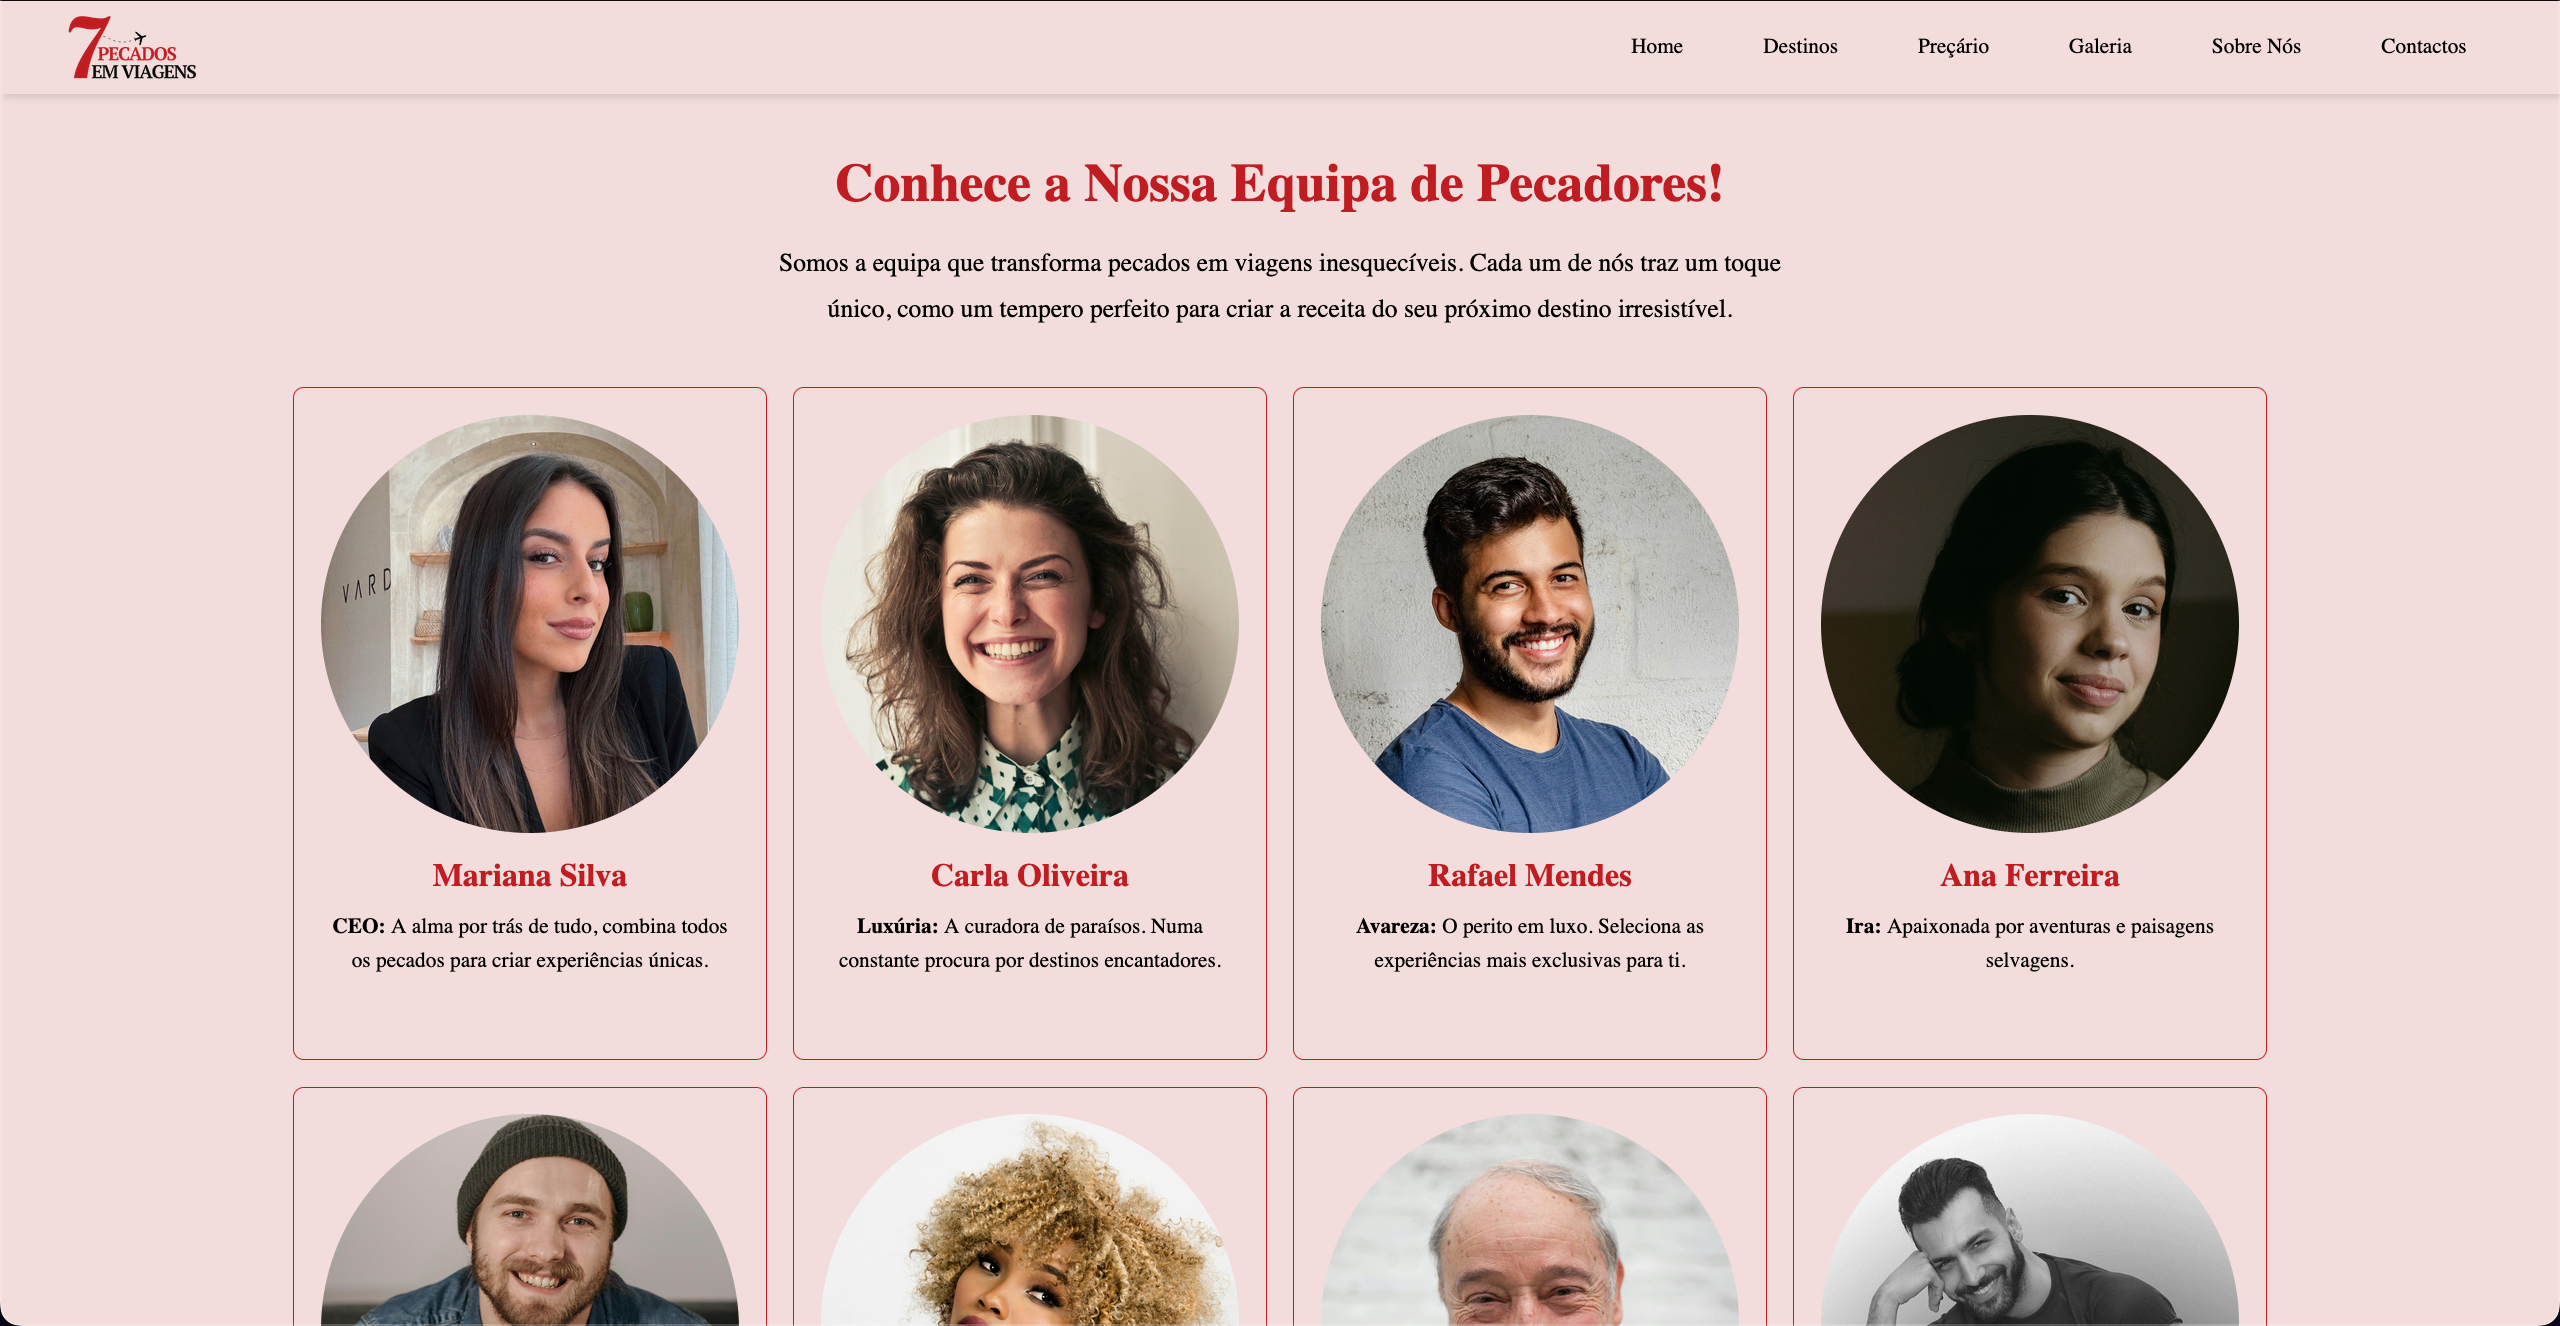 7
PECADOS
EM VIAGENS
Home
Destinos
Preçário
Galeria
Sobre Nós
Contactos
Conhece a Nossa Equipa de Pecadores!
Somos a equipa que transforma pecados em viagens inesquecíveis. Cada um de nós traz um toque
único, como um tempero perfeito para criar a receita do seu próximo destino irresistível.
VARD
Mariana Silva
CEO: A alma por trás de tudo, combina todos
os pecados para criar experiências únicas.
Carla Oliveira
Luxúria: A curadora de paraísos. Numa
constante procura por destinos encantadores.
Rafael Mendes
Avareza: O perito em luxo. Seleciona as
experiências mais exclusivas para ti.
Ana Ferreira
Ira: Apaixonada por aventuras e paisagens
selvagens.